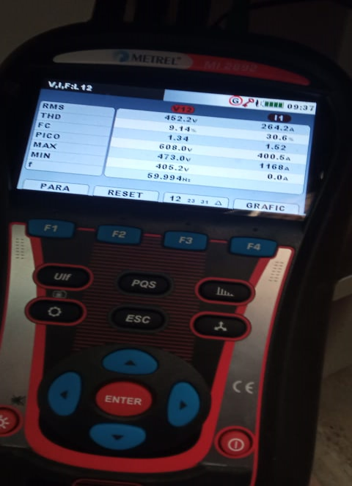 METREL MI 2892
V,I,F:L12
G 09:37
V12 I1
RMS 452.2V 264.2A
THD 9.14% 30.6%
FC 1.34 1.52
PICO 608.0V 400.5A
MAX 473.0V 1168A
MIN 405.2V 0.0A
f 59.994Hz
PARA RESET 12 23 31 Δ GRAFIC
F1 F2 F3 F4
UIf PQS
ESC
ENTER
CE